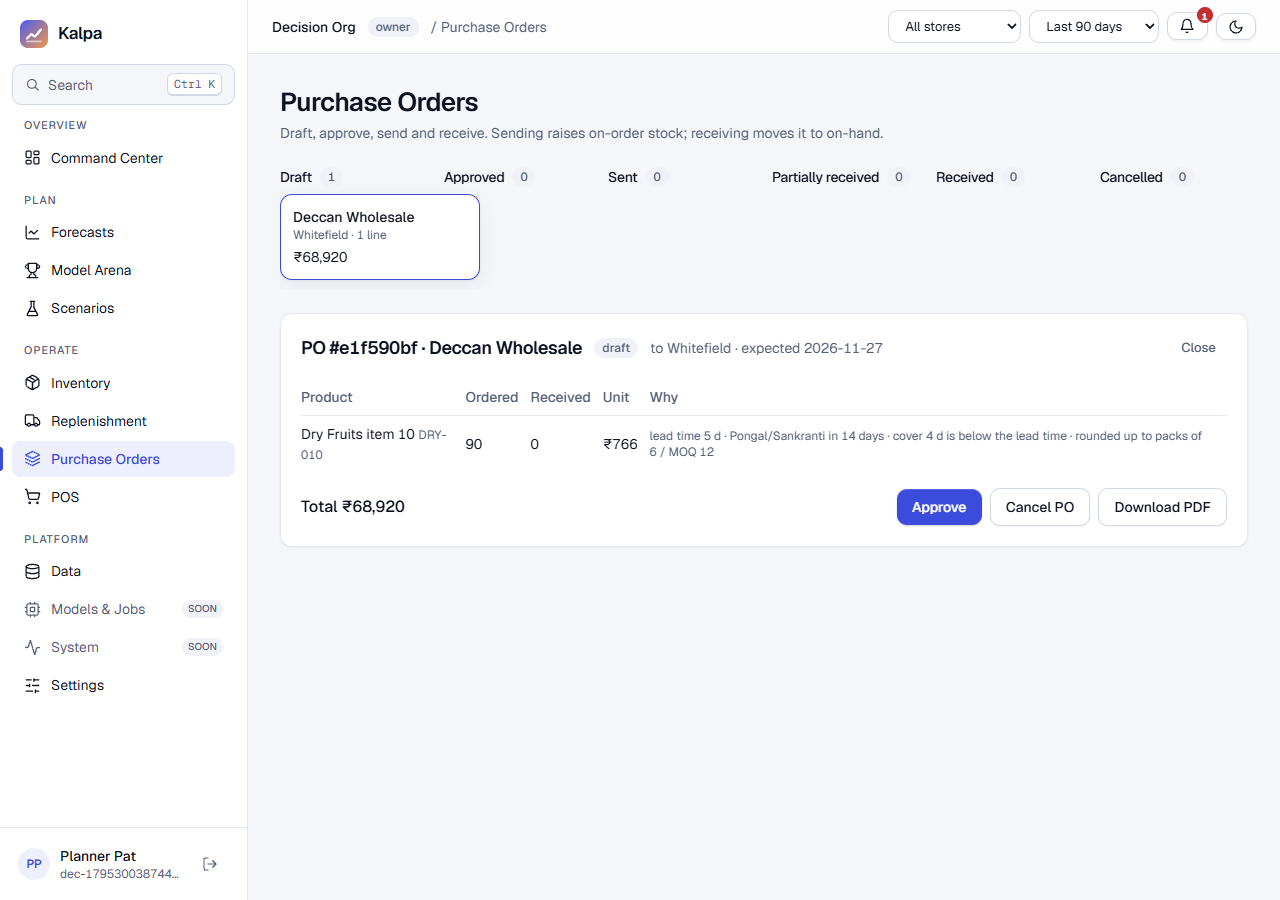 Kalpa
Search
Ctrl K
OVERVIEW
Command Center
PLAN
Forecasts
Model Arena
Scenarios
OPERATE
Inventory
Replenishment
Purchase Orders
POS
PLATFORM
Data
Models & Jobs SOON
System SOON
Settings
PP
Planner Pat
dec-179530038744...
Decision Org owner / Purchase Orders
All stores
Last 90 days
1
Purchase Orders
Draft, approve, send and receive. Sending raises on-order stock; receiving moves it to on-hand.
Draft 1 Approved 0 Sent 0 Partially received 0 Received 0 Cancelled 0
Deccan Wholesale
Whitefield · 1 line
₹68,920
PO #e1f590bf · Deccan Wholesale draft to Whitefield · expected 2026-11-27 Close
Product Ordered Received Unit Why
Dry Fruits item 10 DRY-
010
90 0 ₹766
lead time 5 d · Pongal/Sankranti in 14 days · cover 4 d is below the lead time · rounded up to packs of
6 / MOQ 12
Total ₹68,920
Approve Cancel PO Download PDF